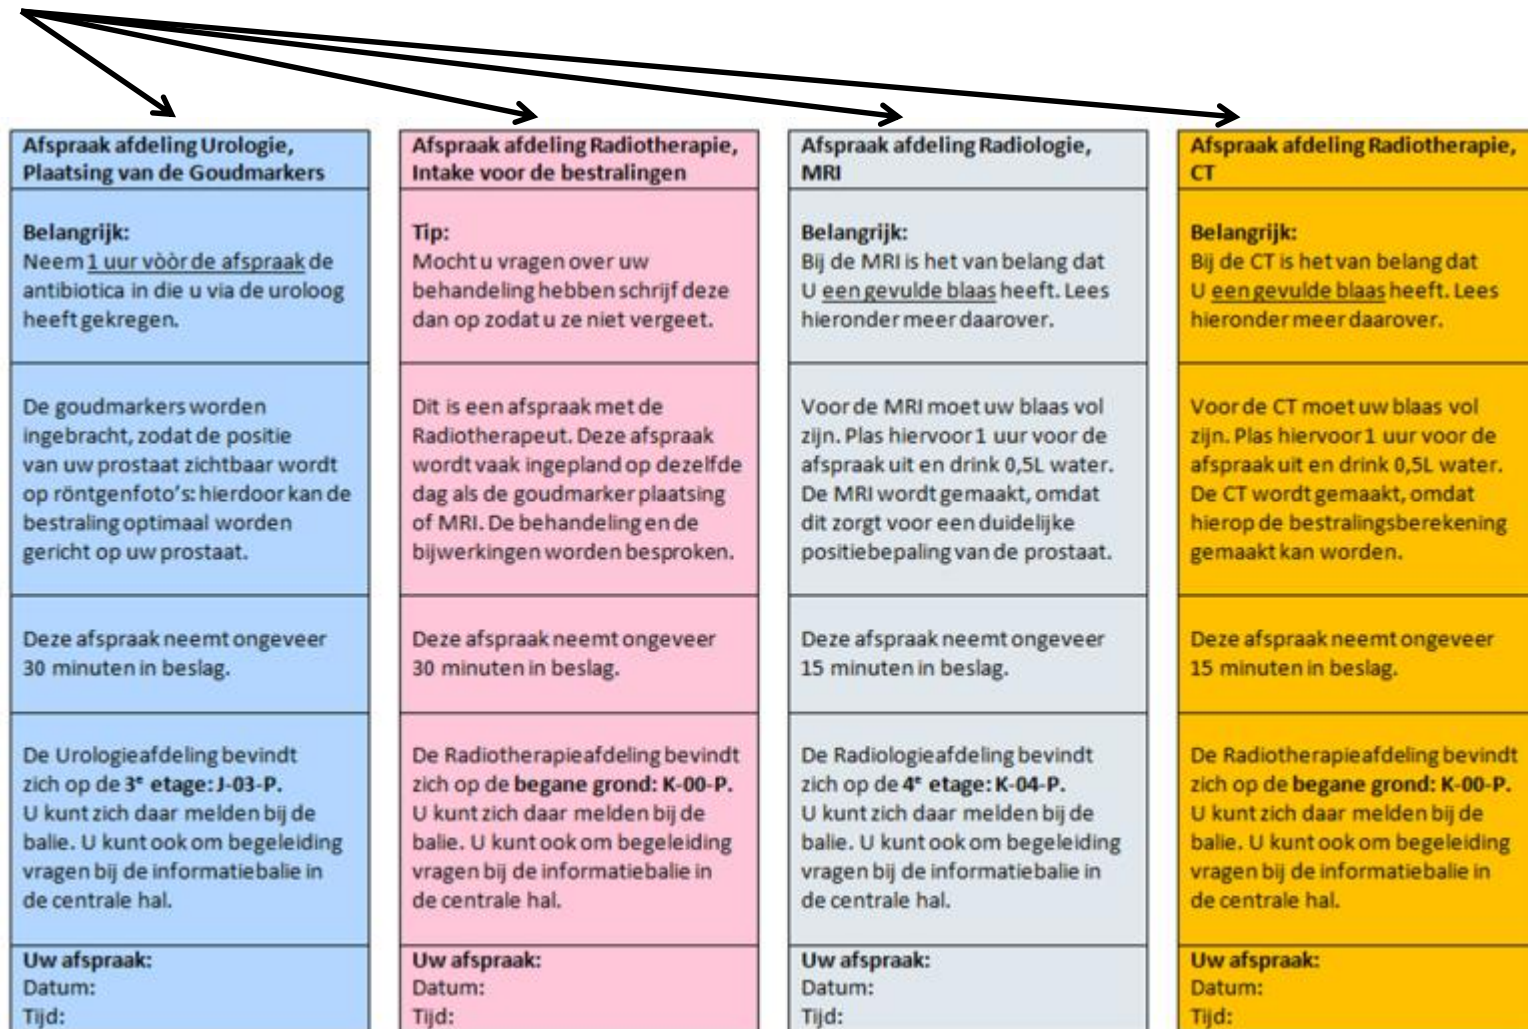 Afspraak afdeling Urologie,
Plaatsing van de Goudmarkers
Belangrijk:
Neem 1 uur vòòr de afspraak de
antibiotica in die u via de uroloog
heeft gekregen.
De goudmarkers worden
ingebracht, zodat de positie
van uw prostaat zichtbaar wordt
op röntgenfoto's: hierdoor kan de
bestraling optimaal worden
gericht op uw prostaat.
Deze afspraak neemt ongeveer
30 minuten in beslag.
De Urologieafdeling bevindt
zich op de 3e etage: J-03-P.
U kunt zich daar melden bij de
balie. U kunt ook om begeleiding
vragen bij de informatiebalie in
de centrale hal.
Uw afspraak:
Datum:
Tijd:
Afspraak afdeling Radiotherapie,
Intake voor de bestralingen
Tip:
Mocht u vragen over uw
behandeling hebben schrijf deze
dan op zodat u ze niet vergeet.
Dit is een afspraak met de
Radiotherapeut. Deze afspraak
wordt vaak ingepland op dezelfde
dag als de goudmarker plaatsing
of MRI. De behandeling en de
bijwerkingen worden besproken.
Deze afspraak neemt ongeveer
30 minuten in beslag.
De Radiotherapieafdeling bevindt
zich op de begane grond: K-00-P.
U kunt zich daar melden bij de
balie. U kunt ook om begeleiding
vragen bij de informatiebalie in
de centrale hal.
Uw afspraak:
Datum:
Tijd:
Afspraak afdeling Radiologie,
MRI
Belangrijk:
Bij de MRI is het van belang dat
U een gevulde blaas heeft. Lees
hieronder meer daarover.
Voor de MRI moet uw blaas vol
zijn. Plas hiervoor 1 uur voor de
afspraak uit en drink 0,5L water.
De MRI wordt gemaakt, omdat
dit zorgt voor een duidelijke
positiebepaling van de prostaat.
Deze afspraak neemt ongeveer
15 minuten in beslag.
De Radiologieafdeling bevindt
zich op de 4e etage: K-04-P.
U kunt zich daar melden bij de
balie. U kunt ook om begeleiding
vragen bij de informatiebalie in
de centrale hal.
Uw afspraak:
Datum:
Tijd:
Afspraak afdeling Radiotherapie,
CT
Belangrijk:
Bij de CT is het van belang dat
U een gevulde blaas heeft. Lees
hieronder meer daarover.
Voor de CT moet uw blaas vol
zijn. Plas hiervoor 1 uur voor de
afspraak uit en drink 0,5L water.
De CT wordt gemaakt, omdat
hierop de bestralingsberekening
gemaakt kan worden.
Deze afspraak neemt ongeveer
15 minuten in beslag.
De Radiotherapieafdeling bevindt
zich op de begane grond: K-00-P.
U kunt zich daar melden bij de
balie. U kunt ook om begeleiding
vragen bij de informatiebalie in
de centrale hal.
Uw afspraak:
Datum:
Tijd: